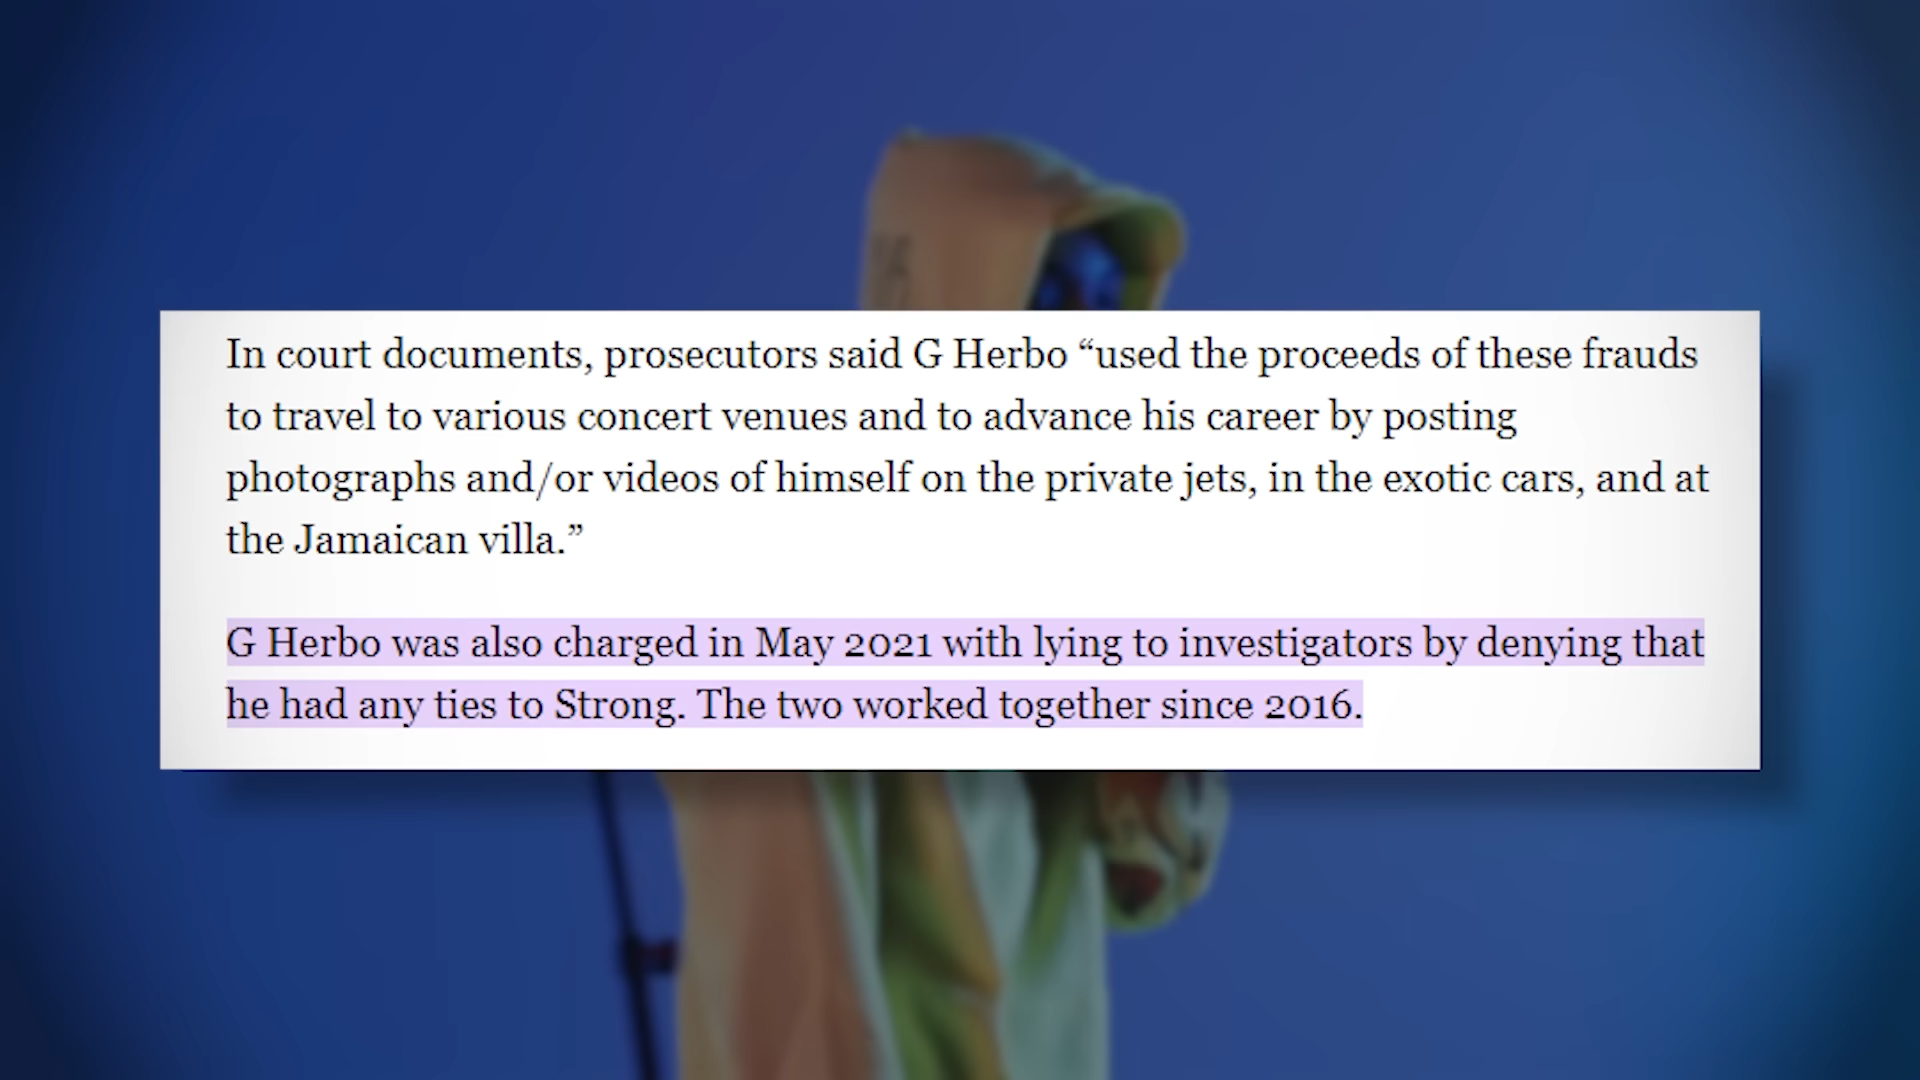 In court documents, prosecutors said G Herbo “used the proceeds of these frauds
to travel to various concert venues and to advance his career by posting
photographs and/or videos of himself on the private jets, in the exotic cars, and at
the Jamaican villa.”
G Herbo was also charged in May 2021 with lying to investigators by denying that
he had any ties to Strong. The two worked together since 2016.